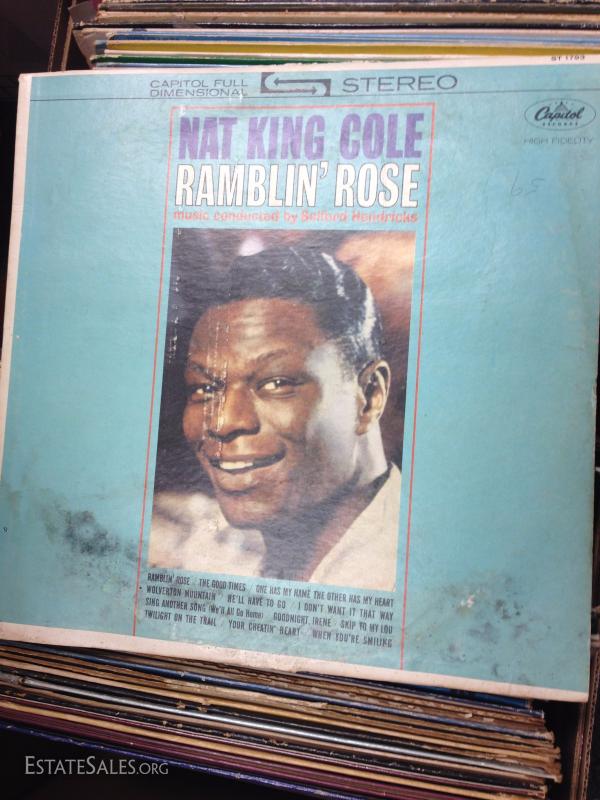 ST 1793
CAPITOL FULL DIMENSIONAL STEREO
Capitol
RECORDS
HIGH FIDELITY
NAT KING COLE
RAMBLIN' ROSE
music conducted by Belford Hendricks
RAMBLIN' ROSE · THE GOOD TIMES · ONE HAS MY NAME THE OTHER HAS MY HEART
WOLVERTON MOUNTAIN · WE'LL HAVE TO GO · I DON'T WANT IT THAT WAY
SING ANOTHER SONG (We'll All Go Home) · GOODNIGHT, IRENE · SKIP TO MY LOU
TWILIGHT ON THE TRAIL · YOUR CHEATIN' HEART · WHEN YOU'RE SMILING
ESTATESALES.ORG